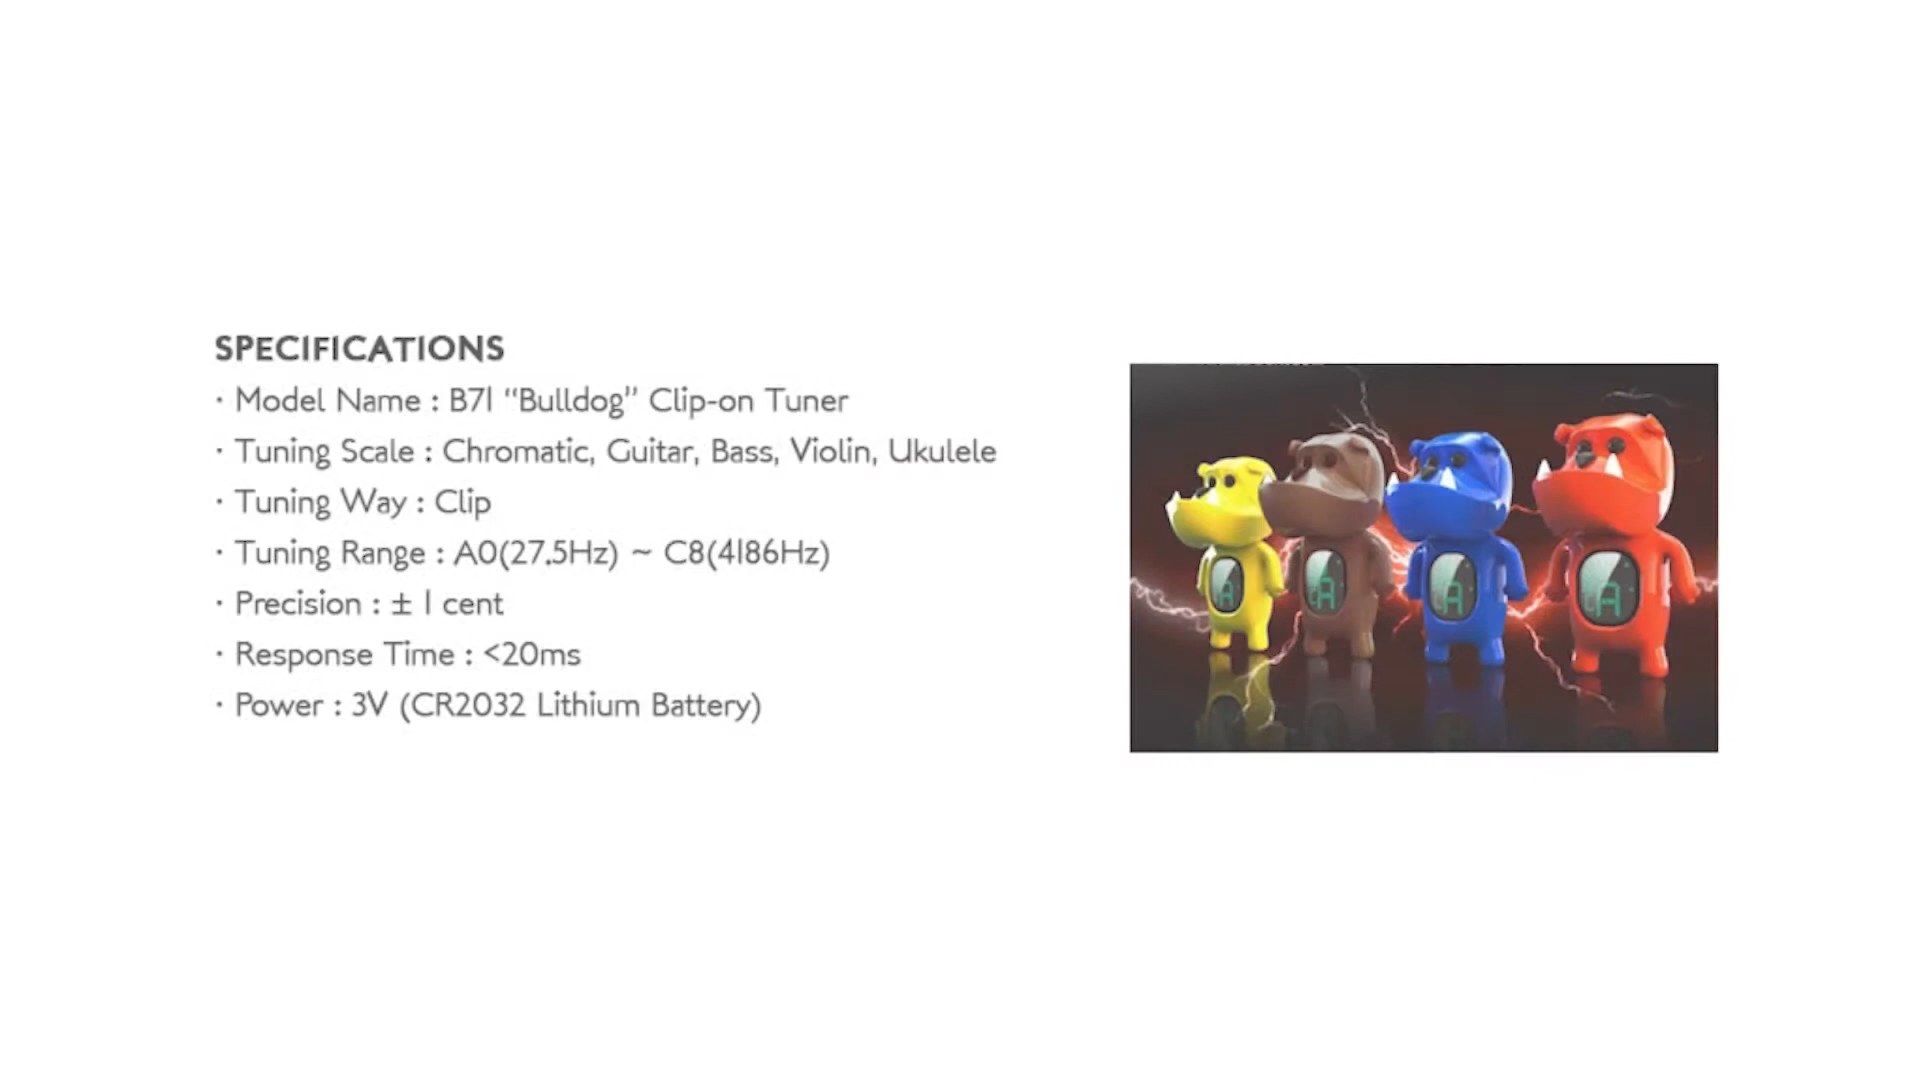 SPECIFICATIONS
· Model Name : B71 “Bulldog” Clip-on Tuner
· Tuning Scale : Chromatic, Guitar, Bass, Violin, Ukulele
· Tuning Way : Clip
· Tuning Range : A0(27.5Hz) ~ C8(4186Hz)
· Precision : ± 1 cent
· Response Time : <20ms
· Power : 3V (CR2032 Lithium Battery)
A
A
A
A